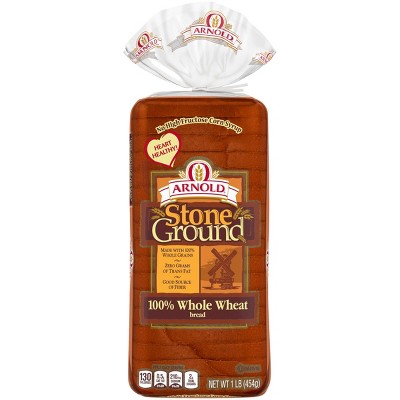 ARNOLD
No High Fructose Corn Syrup
HEART
HEALTHY!
ARNOLD
Stone
Ground
MADE WITH 100%
WHOLE GRAINS
ZERO GRAMS
OF TRANS FAT
GOOD SOURCE
OF FIBER
100% Whole Wheat
bread
130
NET WT 1 LB (454g)